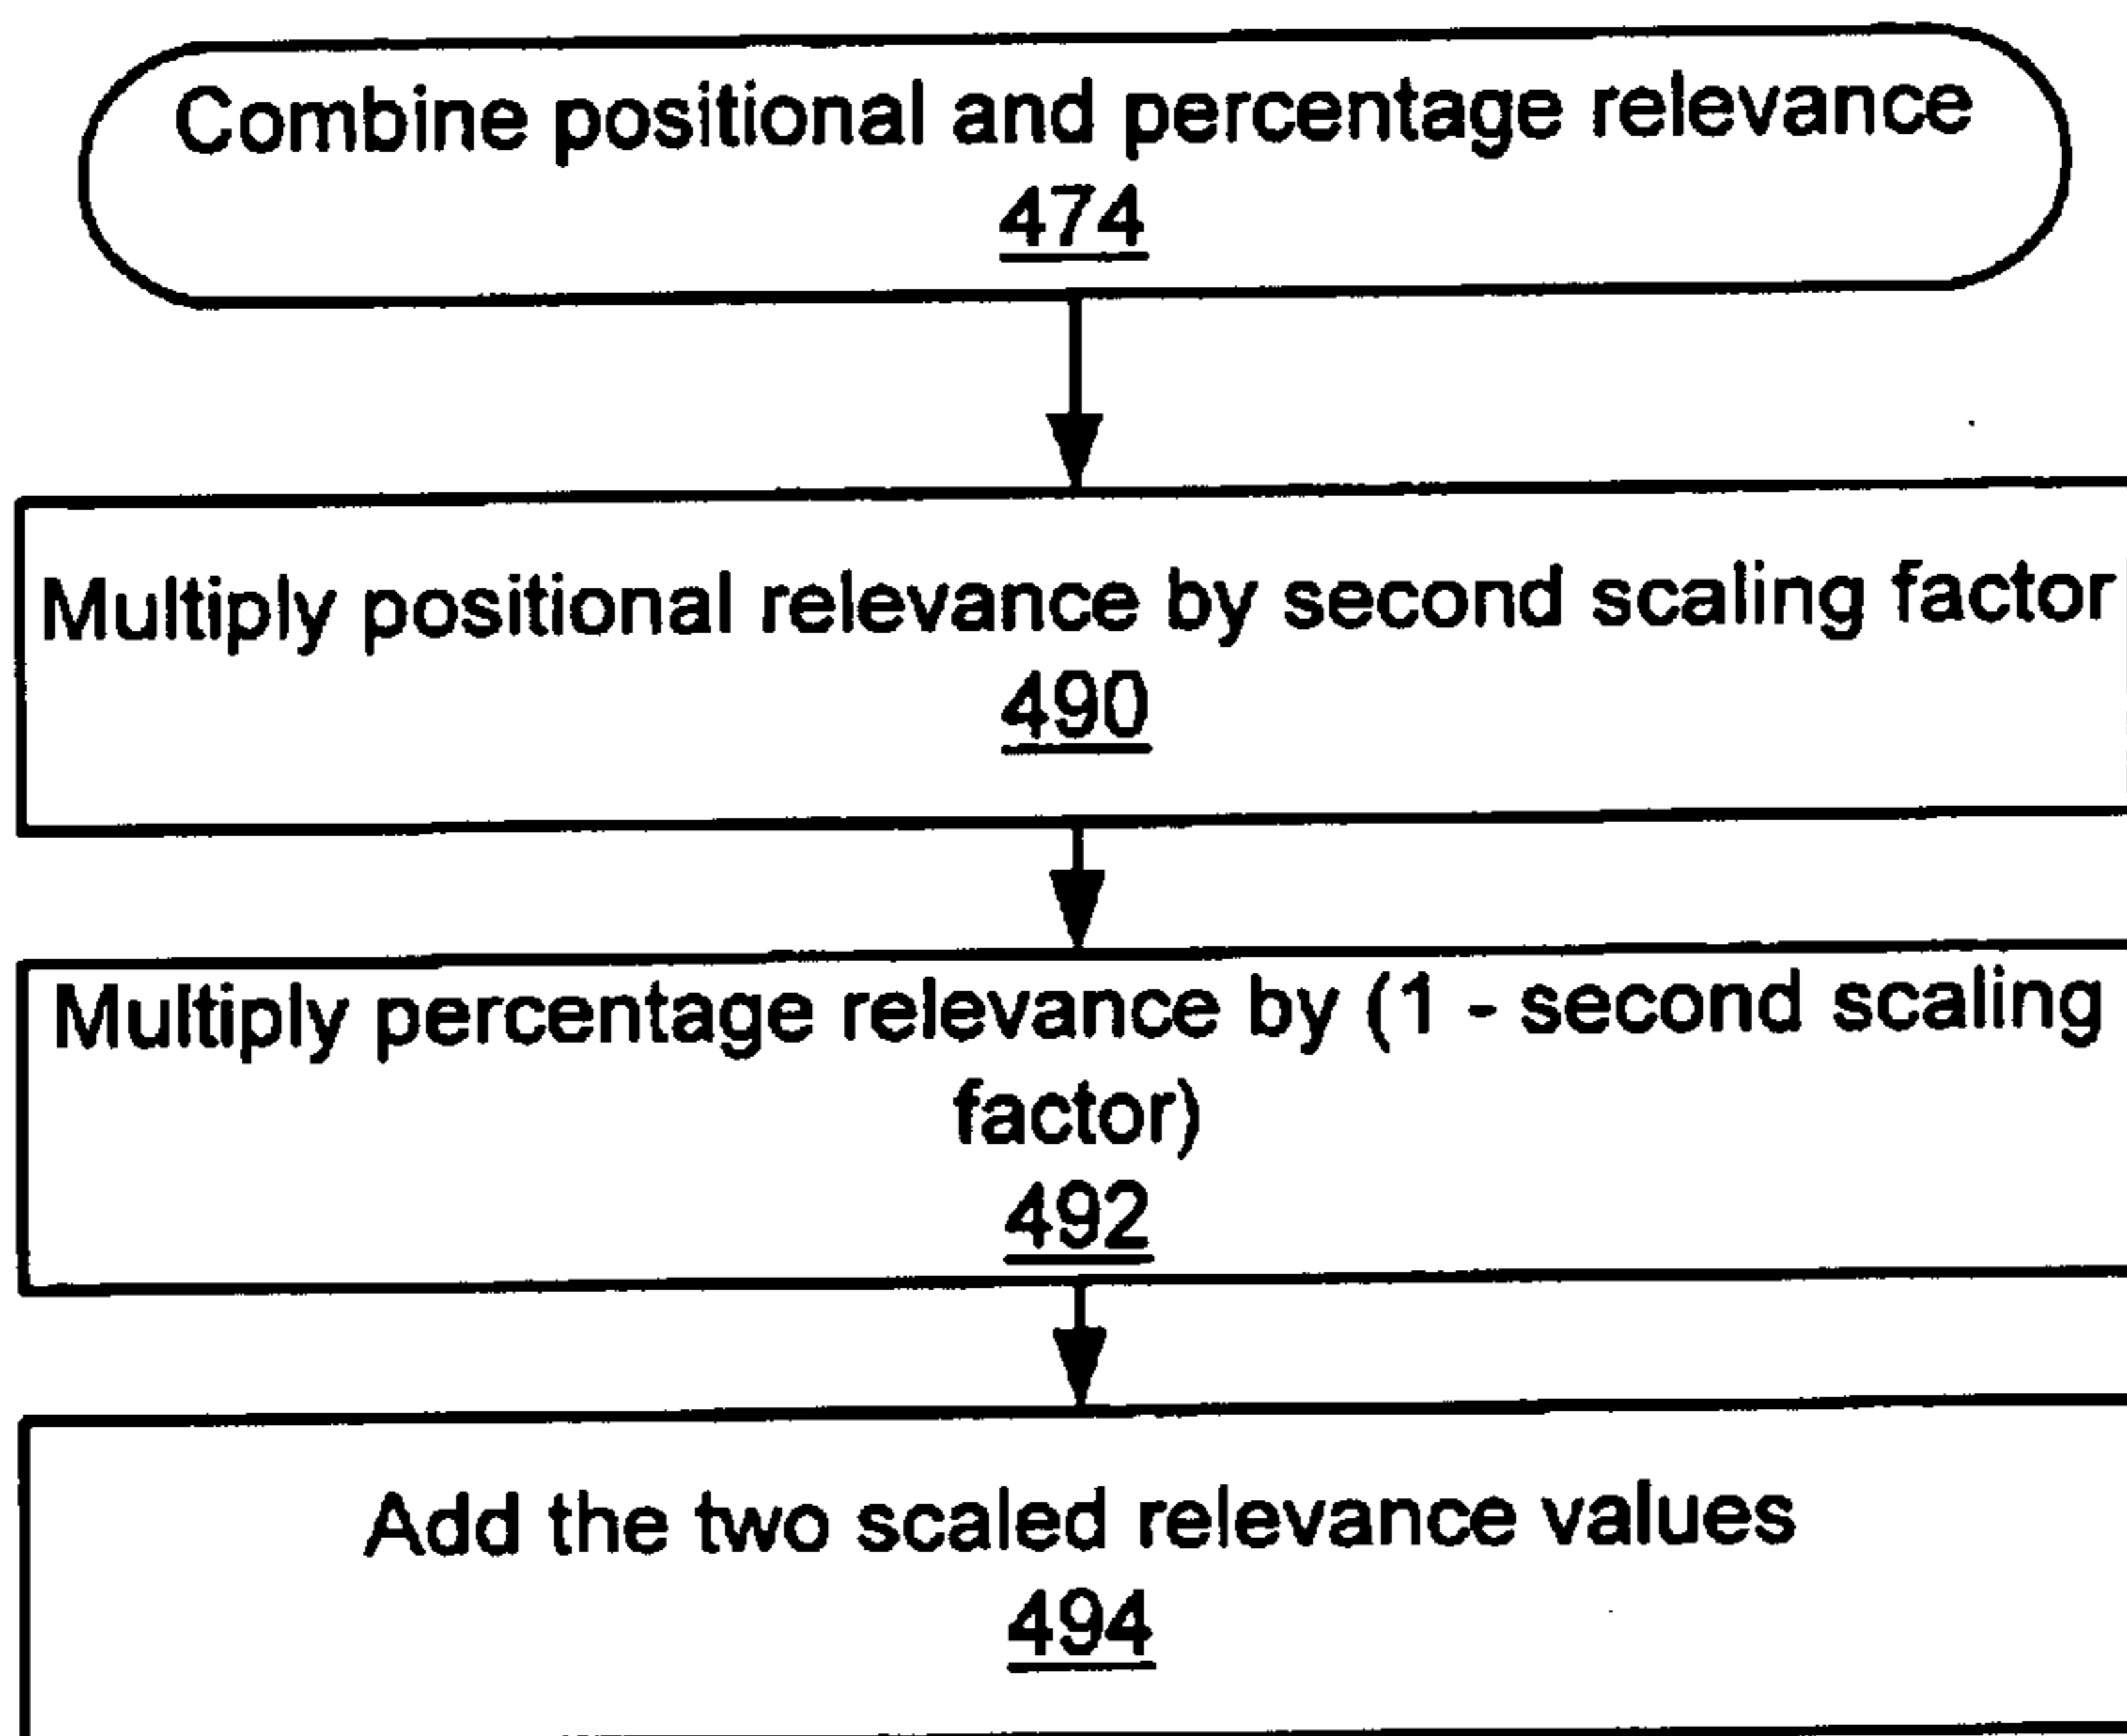 Combine positional and percentage relevance
474
Multiply positional relevance by second scaling factor
490
Multiply percentage relevance by (1 - second scaling
factor)
492
Add the two scaled relevance values
494